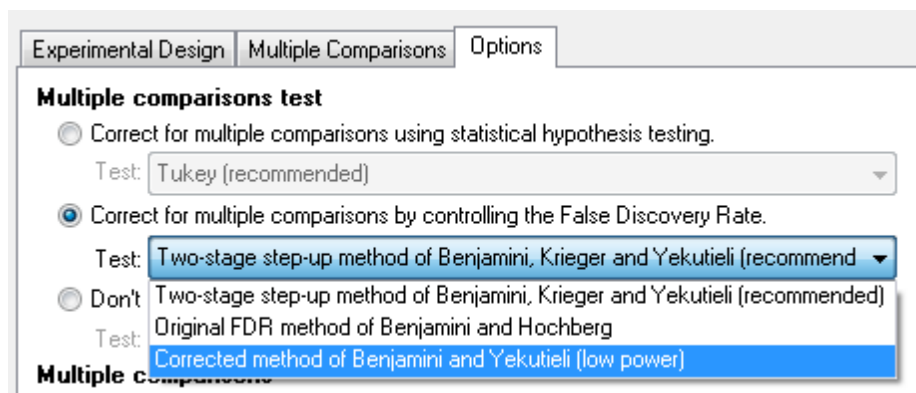 Experimental Design Multiple Comparisons Options
Multiple comparisons test
Correct for multiple comparisons using statistical hypothesis testing.
Test: Tukey (recommended)
Correct for multiple comparisons by controlling the False Discovery Rate.
Test: Two-stage step-up method of Benjamini, Krieger and Yekutieli (recommend
Don't Two-stage step-up method of Benjamini, Krieger and Yekutieli (recommended)
Original FDR method of Benjamini and Hochberg
Test:
Corrected method of Benjamini and Yekutieli (low power)
Multiple